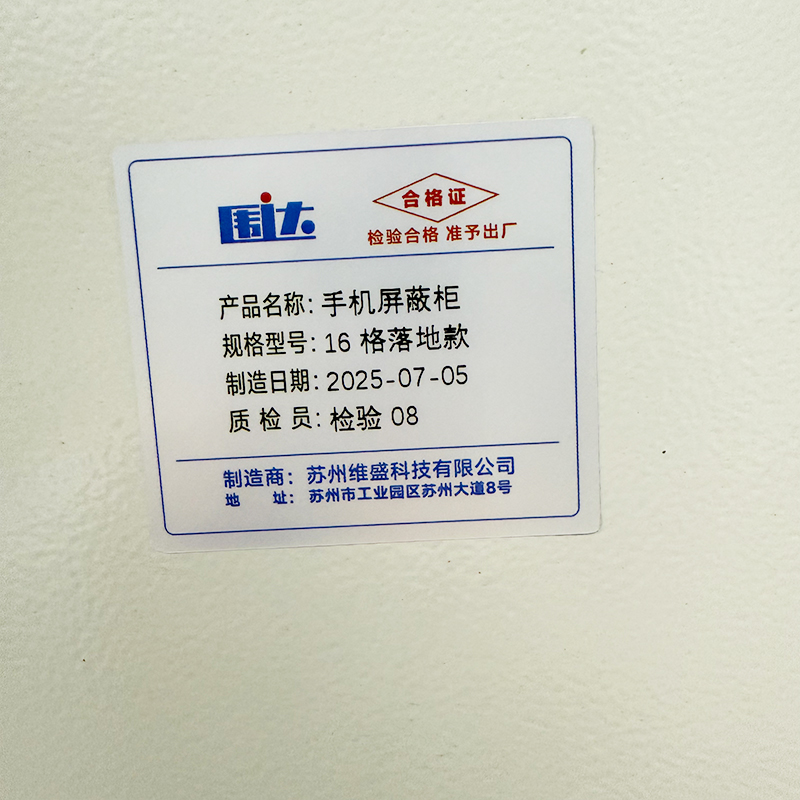 围达
合格证
检验合格 准予出厂
产品名称: 手机屏蔽柜
规格型号: 16 格落地款
制造日期: 2025-07-05
质 检 员: 检验 08
制造商: 苏州维盛科技有限公司
地 址: 苏州市工业园区苏州大道8号